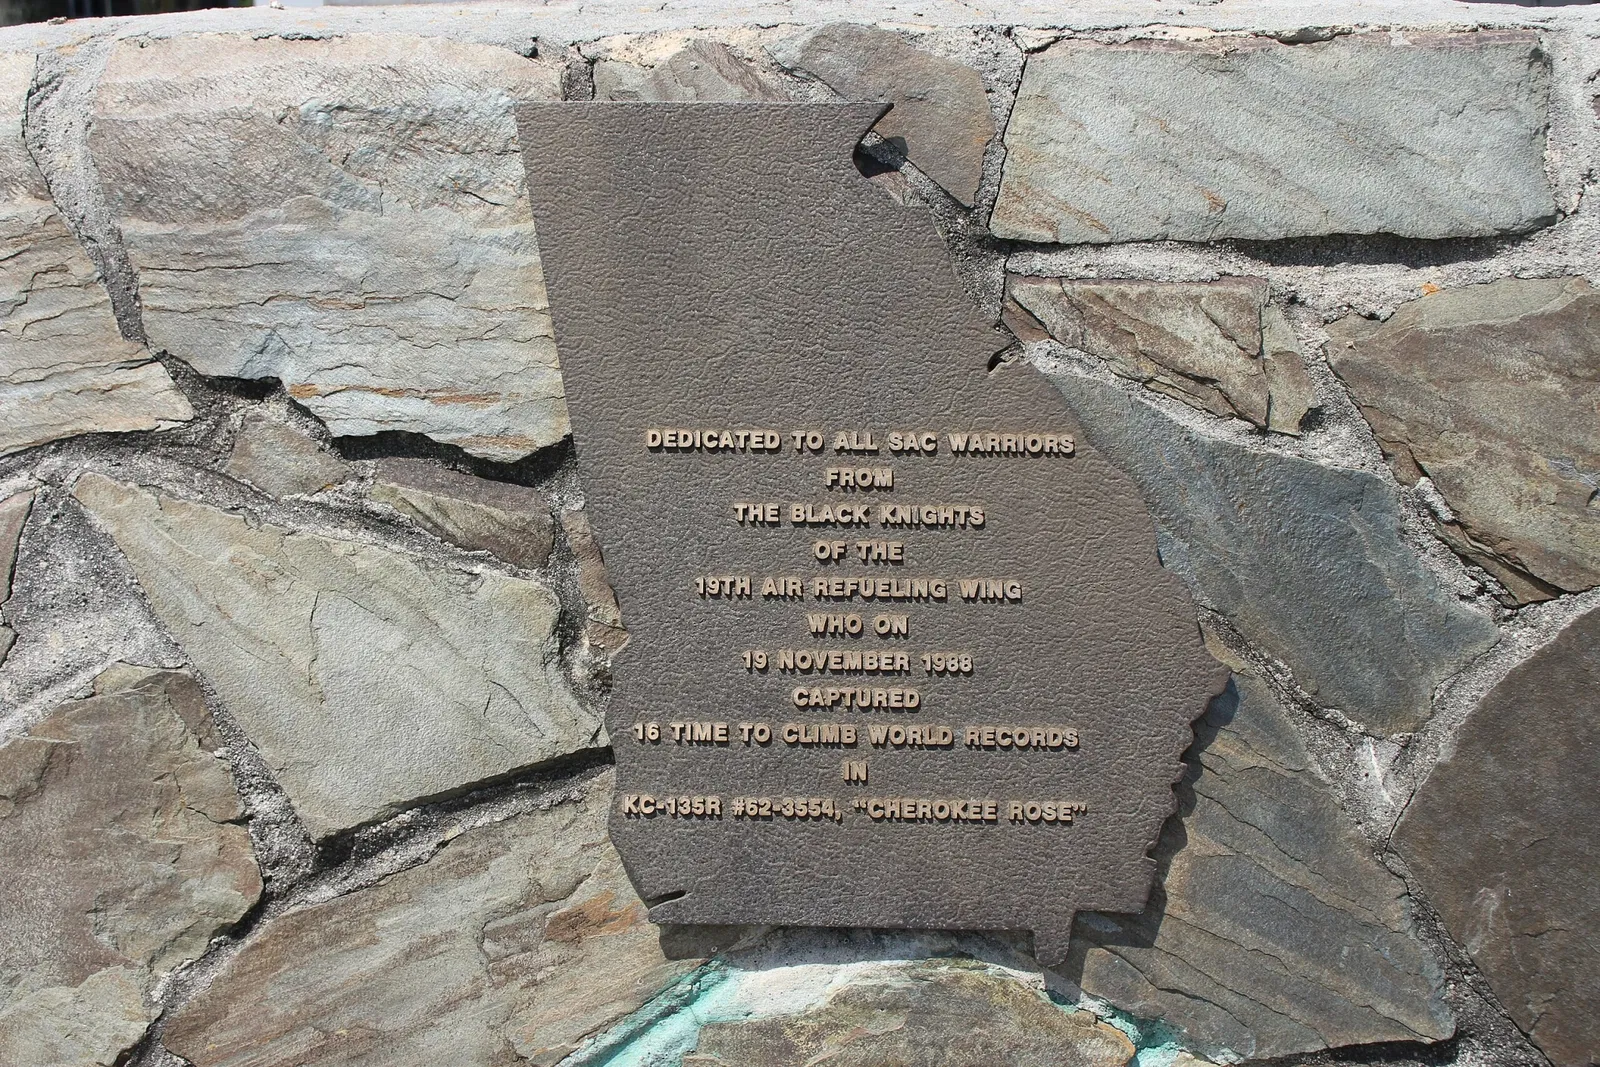 DEDICATED TO ALL SAC WARRIORS
FROM
THE BLACK KNIGHTS
OF THE
19TH AIR REFUELING WING
WHO ON
19 NOVEMBER 1988
CAPTURED
16 TIME TO CLIMB WORLD RECORDS
IN
KC-135R #62-3554, "CHEROKEE ROSE"